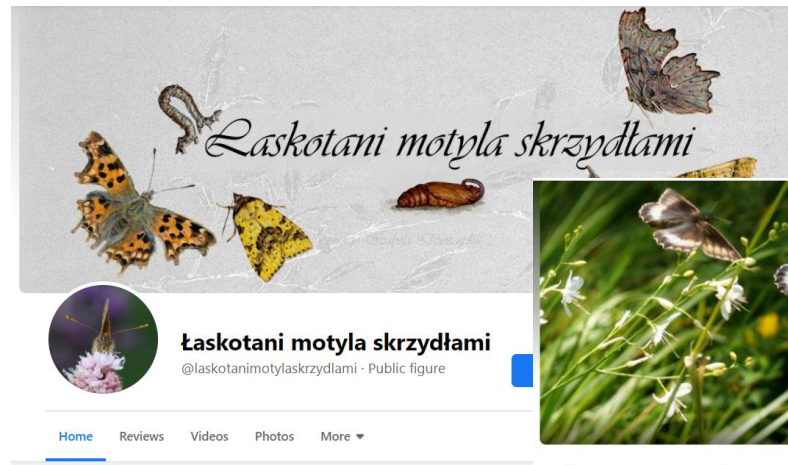 Łaskotani motyla skrzydłami
Łaskotani motyla skrzydłami
@laskotanimotylaskrzydlami · Public figure
Home Reviews Videos Photos More